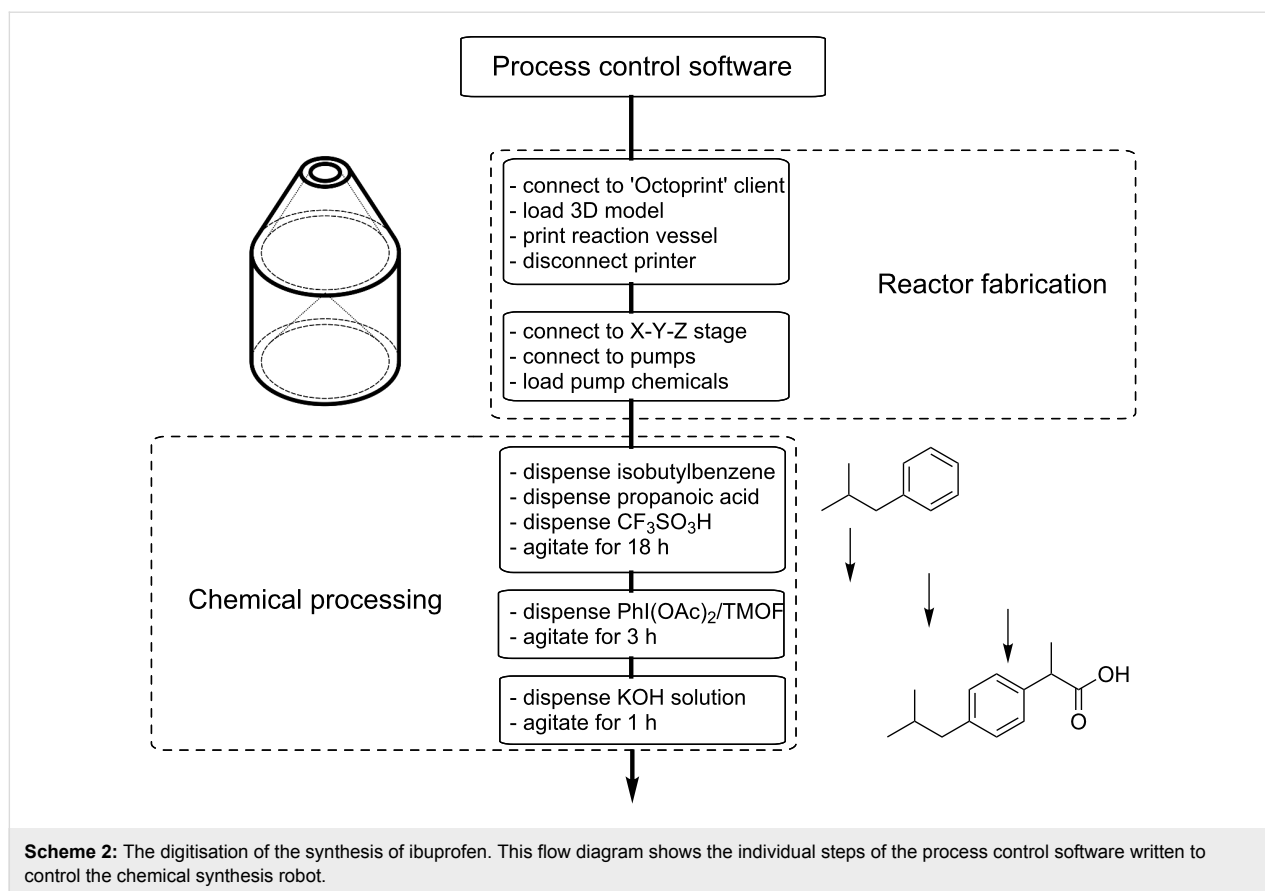 Process control software
- connect to 'Octoprint' client
- load 3D model
- print reaction vessel
- disconnect printer
Reactor fabrication
- connect to X-Y-Z stage
- connect to pumps
- load pump chemicals
- dispense isobutylbenzene
- dispense propanoic acid
- dispense CF₃SO₃H
- agitate for 18 h
Chemical processing
- dispense PhI(OAc)₂/TMOF
- agitate for 3 h
- dispense KOH solution
- agitate for 1 h
OH
O
Scheme 2: The digitisation of the synthesis of ibuprofen. This flow diagram shows the individual steps of the process control software written to
control the chemical synthesis robot.